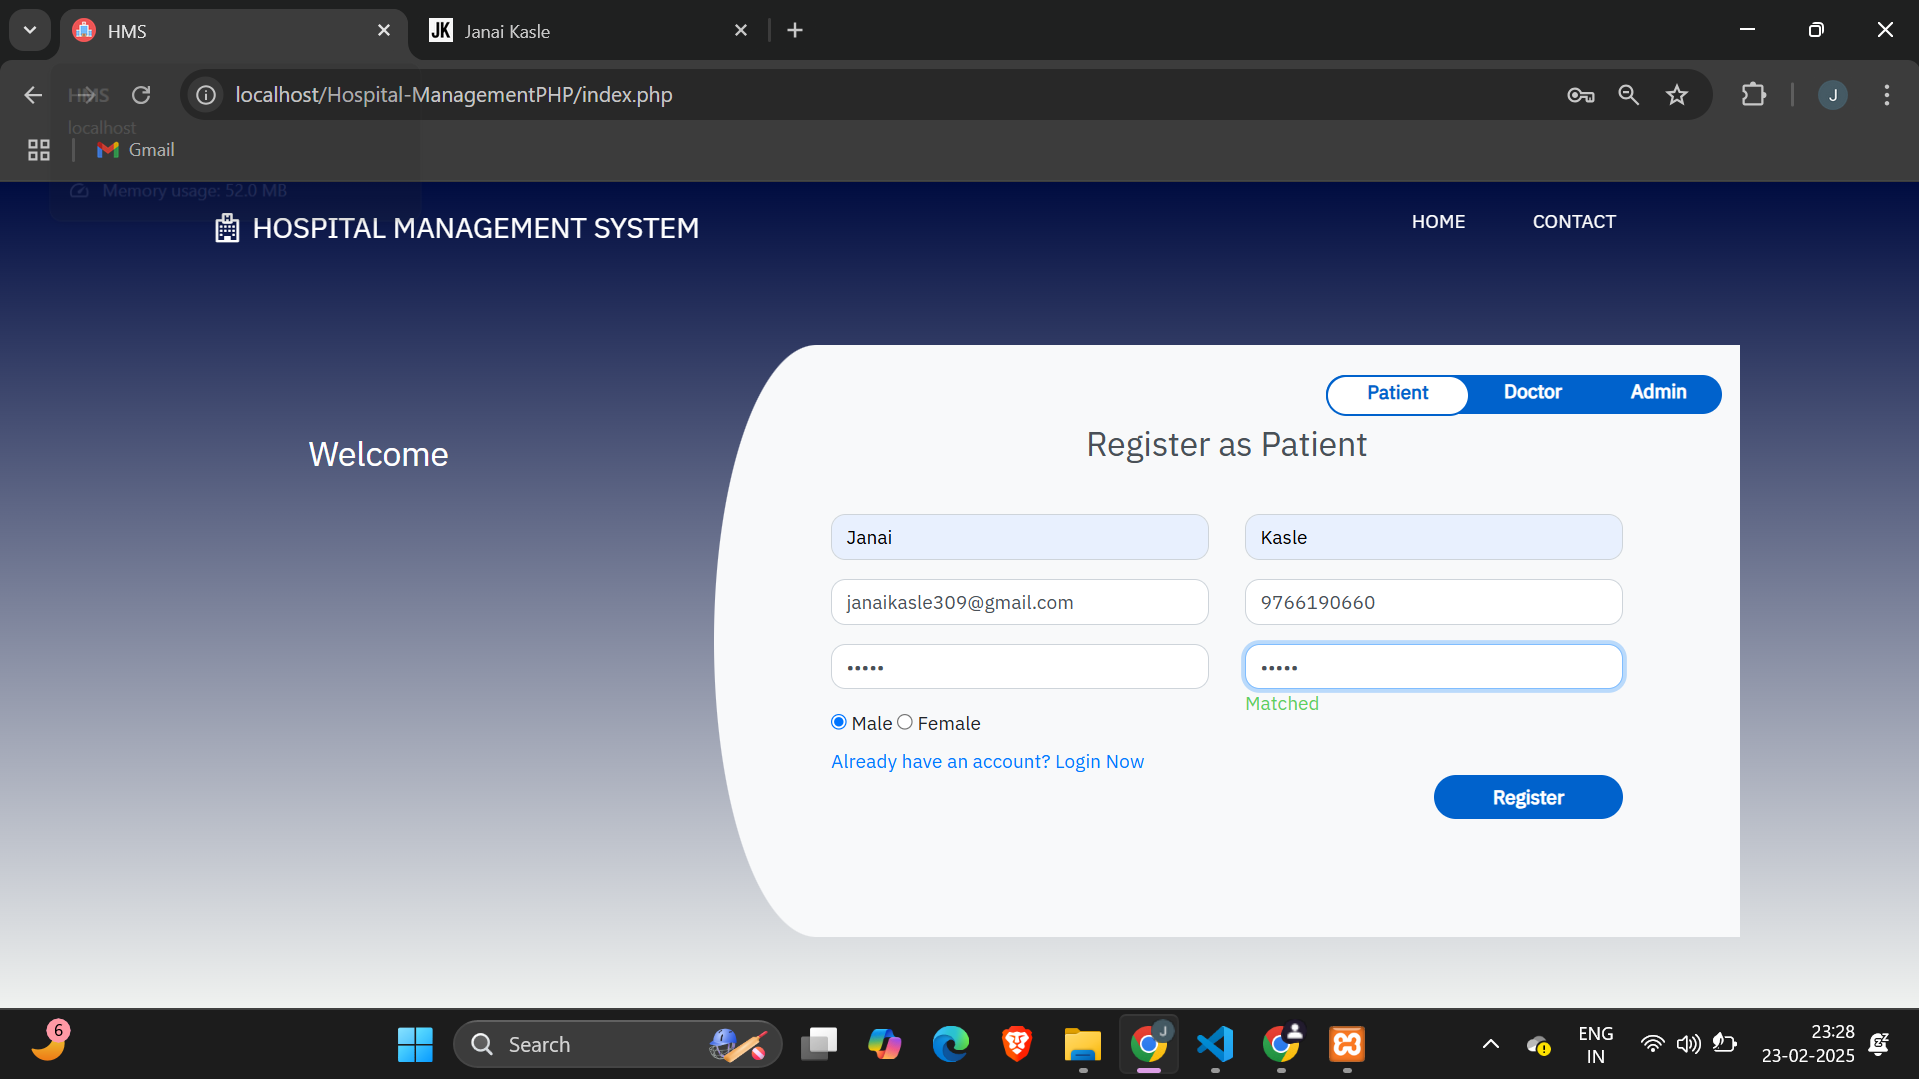 HMS
JK Janai Kasle
HMS
localhost/Hospital-ManagementPHP/index.php
J
localhost
Gmail
Memory usage: 52.0 MB
HOSPITAL MANAGEMENT SYSTEM
HOME
CONTACT
Patient
Doctor
Admin
Welcome
Register as Patient
Janai
Kasle
janaikasle309@gmail.com
9766190660
•••••
•••••
Matched
Male
Female
Already have an account? Login Now
Register
6
Search
J
ENG
IN
23:28
23-02-2025